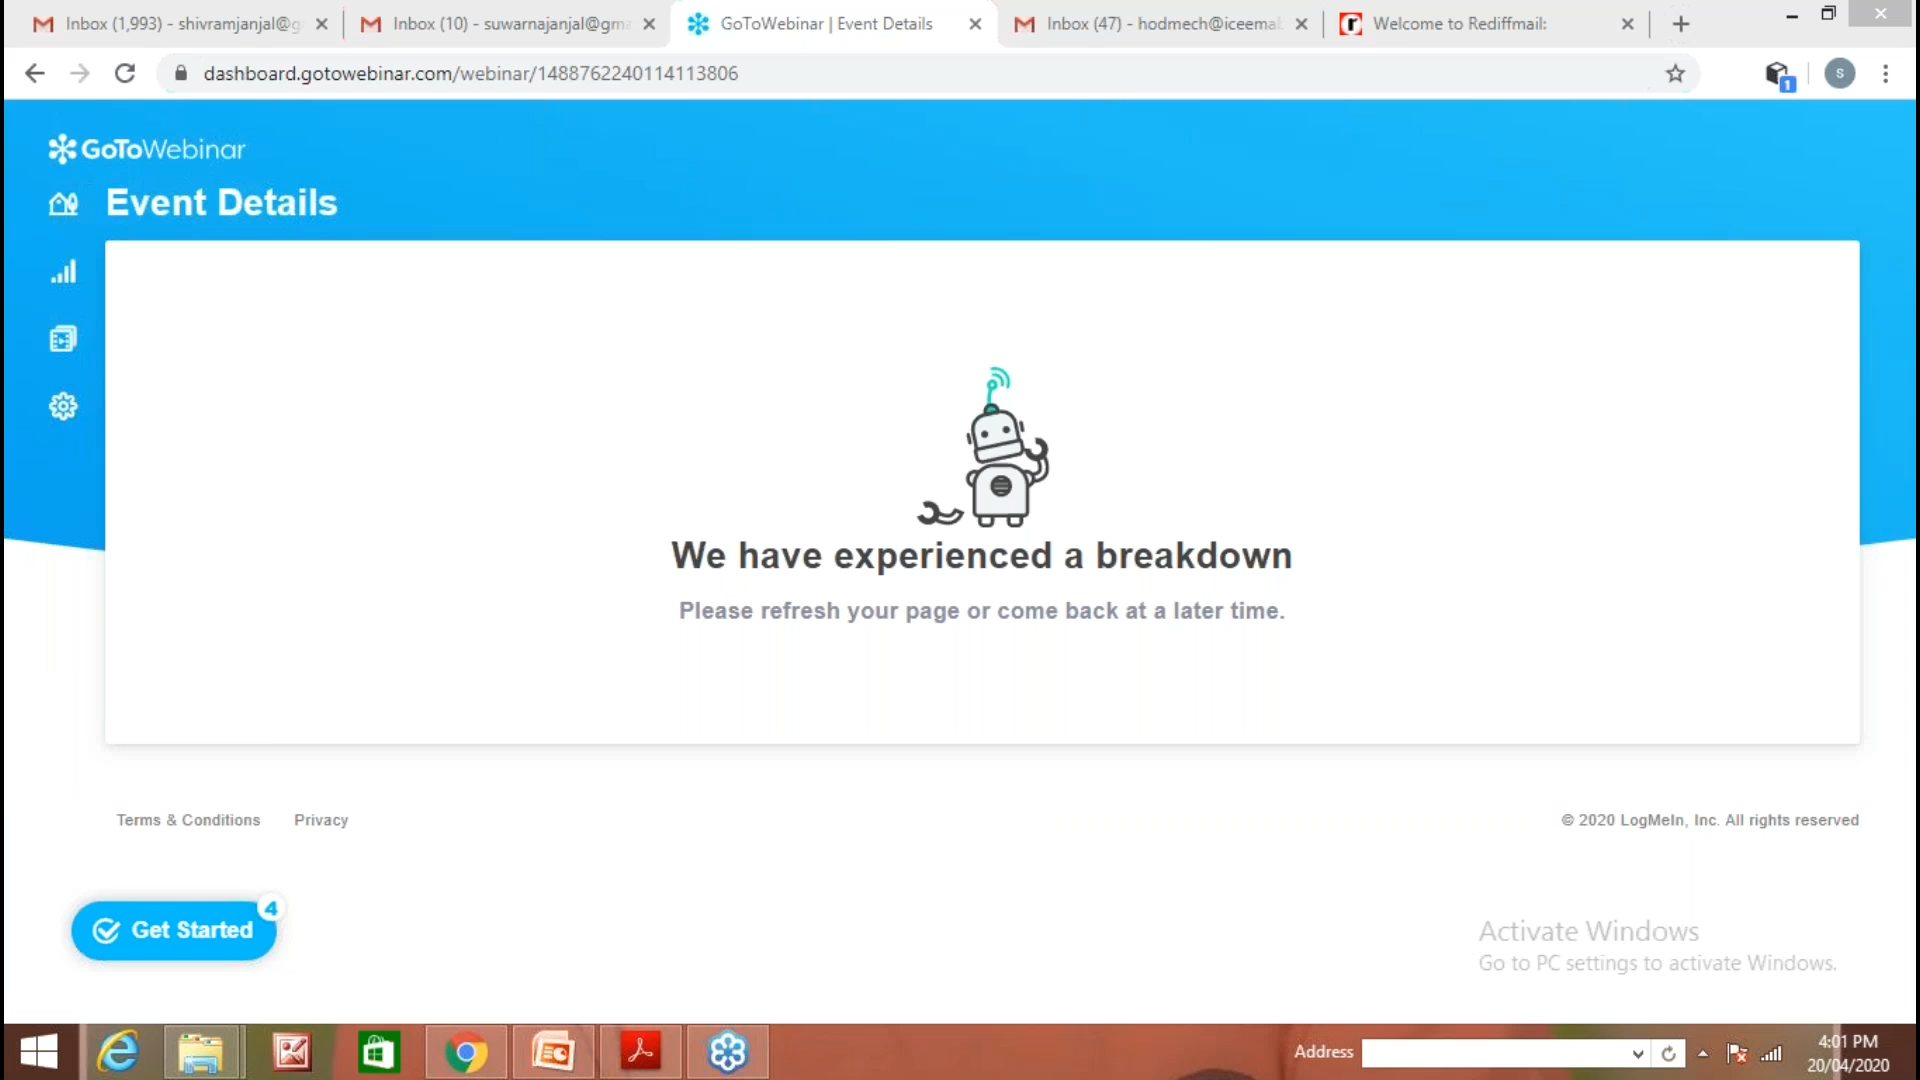 Inbox (1,993) - shivramjanjal@g
Inbox (10) - suwarnajanjal@gm
GoToWebinar | Event Details
Inbox (47) - hodmech@iceema
Welcome to Rediffmail:
dashboard.gotowebinar.com/webinar/1488762240114113806
1
S
GoToWebinar
Event Details
We have experienced a breakdown
Please refresh your page or come back at a later time.
Terms & Conditions
Privacy
© 2020 LogMeIn, Inc. All rights reserved
4
Get Started
Activate Windows
Go to PC settings to activate Windows.
Address
4:01 PM
20/04/2020